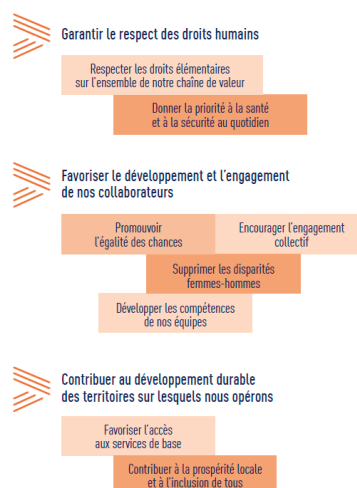 Garantir le respect des droits humains
Respecter les droits élémentaires
sur l'ensemble de notre chaîne de valeur
Donner la priorité à la santé
et à la sécurité au quotidien
Favoriser le développement et l'engagement
de nos collaborateurs
Promouvoir
l'égalité des chances
Encourager l'engagement
collectif
Supprimer les disparités
femmes-hommes
Développer les compétences
de nos équipes
Contribuer au développement durable
des territoires sur lesquels nous opérons
Favoriser l'accès
aux services de base
Contribuer à la prospérité locale
et à l'inclusion de tous